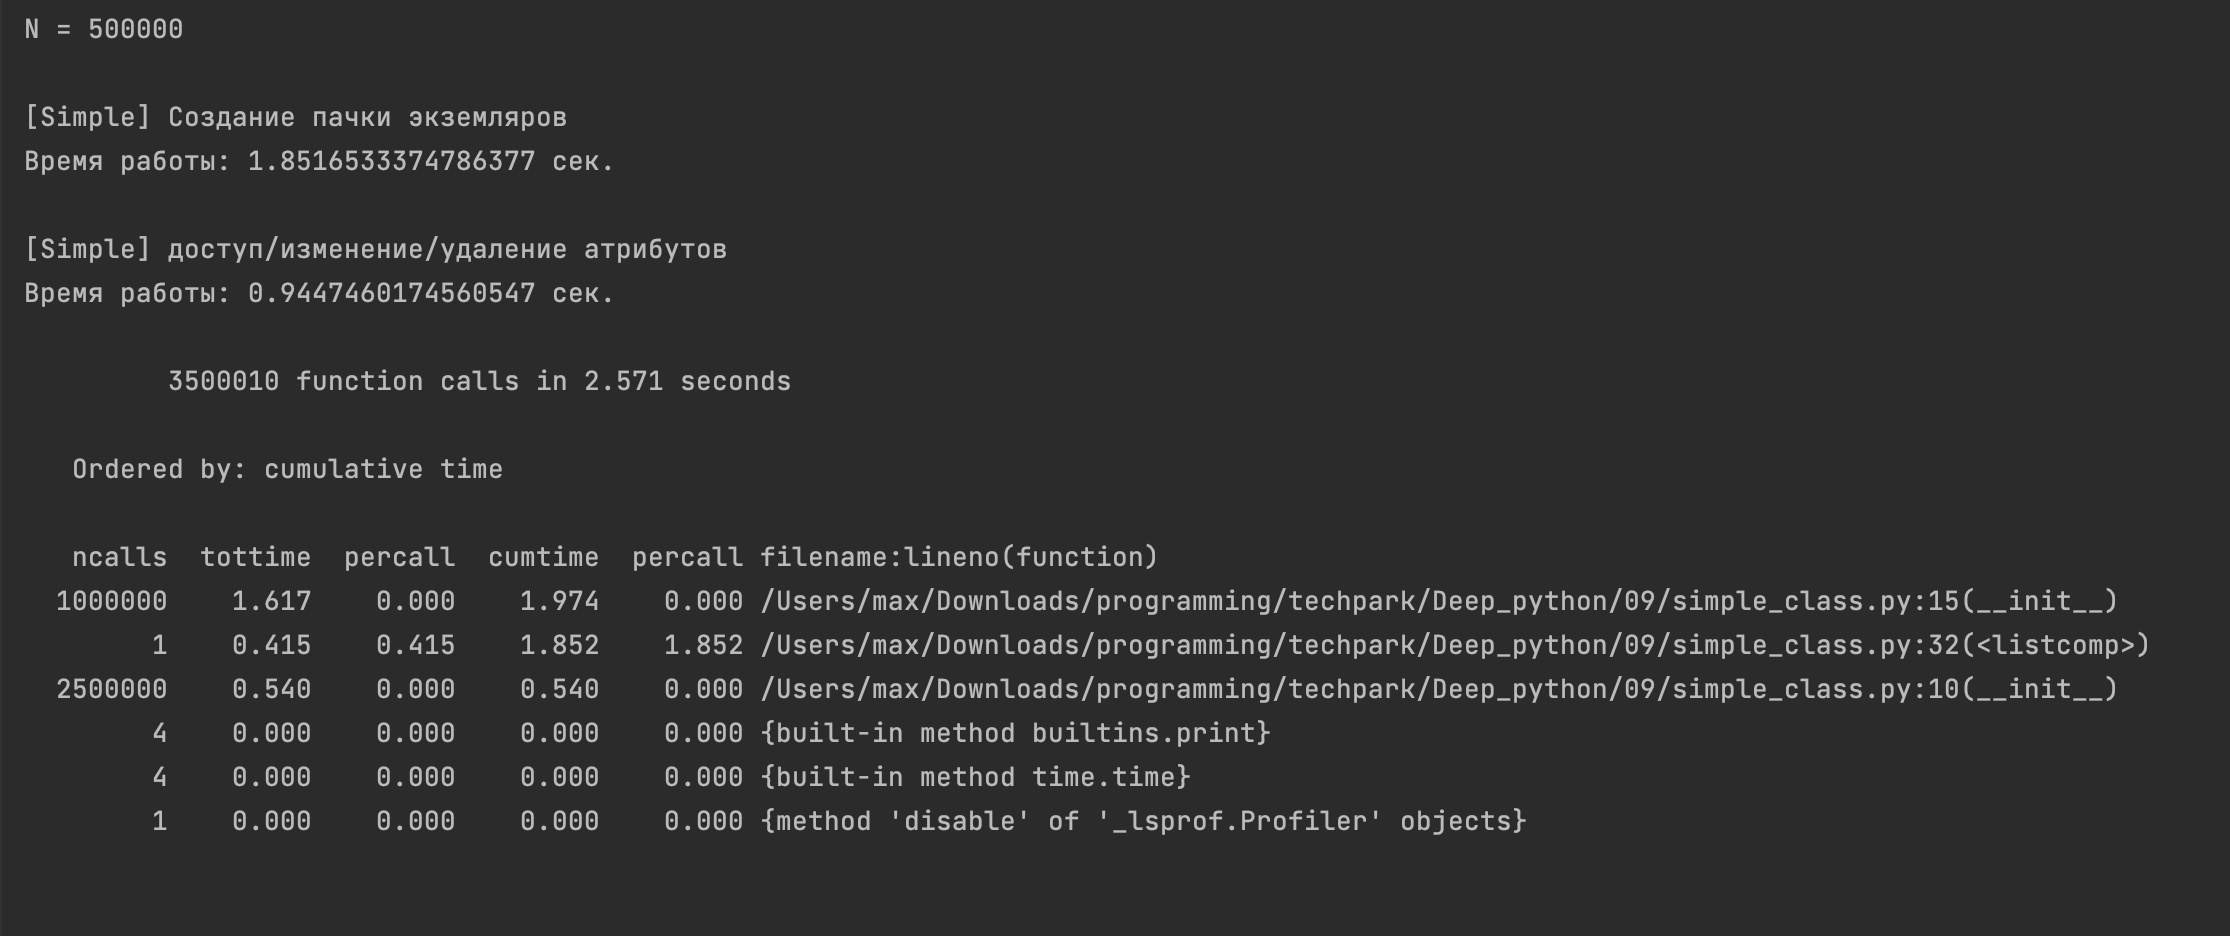 N = 500000
[Simple] Создание пачки экземляров
Время работы: 1.8516533374786377 сек.
[Simple] доступ/изменение/удаление атрибутов
Время работы: 0.9447460174560547 сек.
3500010 function calls in 2.571 seconds
Ordered by: cumulative time
ncalls tottime percall cumtime percall filename:lineno(function)
1000000 1.617 0.000 1.974 0.000 /Users/max/Downloads/programming/techpark/Deep_python/09/simple_class.py:15(__init__)
1 0.415 0.415 1.852 1.852 /Users/max/Downloads/programming/techpark/Deep_python/09/simple_class.py:32(<listcomp>)
2500000 0.540 0.000 0.540 0.000 /Users/max/Downloads/programming/techpark/Deep_python/09/simple_class.py:10(__init__)
4 0.000 0.000 0.000 0.000 {built-in method builtins.print}
4 0.000 0.000 0.000 0.000 {built-in method time.time}
1 0.000 0.000 0.000 0.000 {method 'disable' of '_lsprof.Profiler' objects}